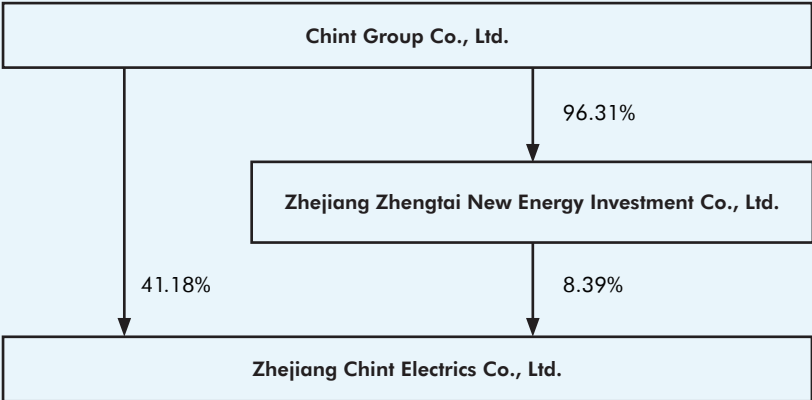 Chint Group Co., Ltd.
96.31%
Zhejiang Zhengtai New Energy Investment Co., Ltd.
41.18%
8.39%
Zhejiang Chint Electrics Co., Ltd.